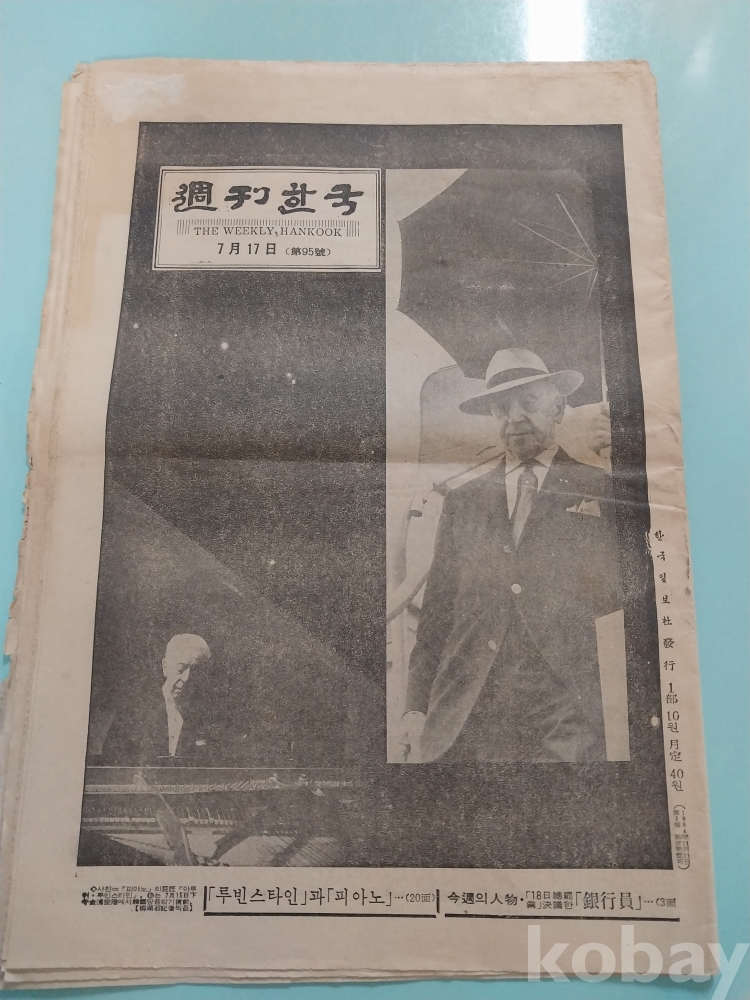 週刊한국
THE WEEKLY HANKOOK
7月17日 (第95號)
한국일보社 發行 1部 10원 月定 40원
「루빈스타인」과「피아노」…(20面)
今週의 人物·「18日總罷業」決議한「銀行員」…(3面
kobay